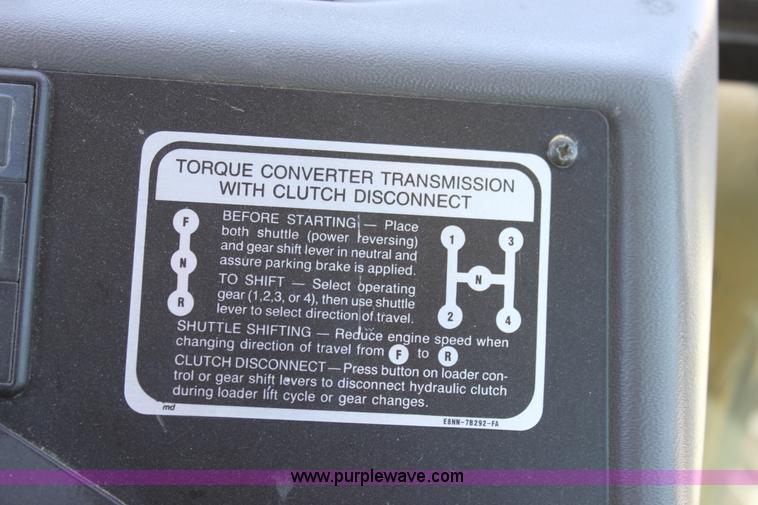 TORQUE CONVERTER TRANSMISSION
WITH CLUTCH DISCONNECT
F
N
R
BEFORE STARTING — Place
both shuttle (power reversing)
and gear shift lever in neutral and
assure parking brake is applied.
TO SHIFT — Select operating
gear (1,2,3, or 4), then use shuttle
lever to select direction of travel.
1 3
N
2 4
SHUTTLE SHIFTING — Reduce engine speed when
changing direction of travel from F to R
CLUTCH DISCONNECT — Press button on loader con-
trol or gear shift levers to disconnect hydraulic clutch
during loader lift cycle or gear changes.
md
E8NN-7B292-FA
www.purplewave.com